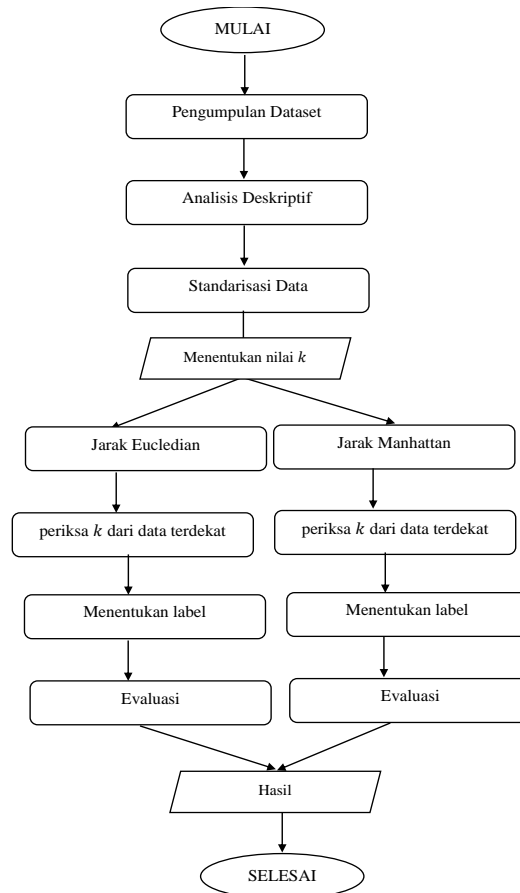 MULAI
Pengumpulan Dataset
Analisis Deskriptif
Standarisasi Data
Menentukan nilai k
Jarak Eucledian
Jarak Manhattan
periksa k dari data terdekat
periksa k dari data terdekat
Menentukan label
Menentukan label
Evaluasi
Evaluasi
Hasil
SELESAI